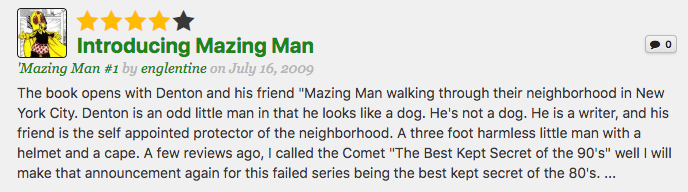 Introducing Mazing Man
0
'Mazing Man #1 by englentine on July 16, 2009
The book opens with Denton and his friend "Mazing Man walking through their neighborhood in New
York City. Denton is an odd little man in that he looks like a dog. He's not a dog. He is a writer, and his
friend is the self appointed protector of the neighborhood. A three foot harmless little man with a
helmet and a cape. A few reviews ago, I called the Comet "The Best Kept Secret of the 90's" well I will
make that announcement again for this failed series being the best kept secret of the 80's. ...